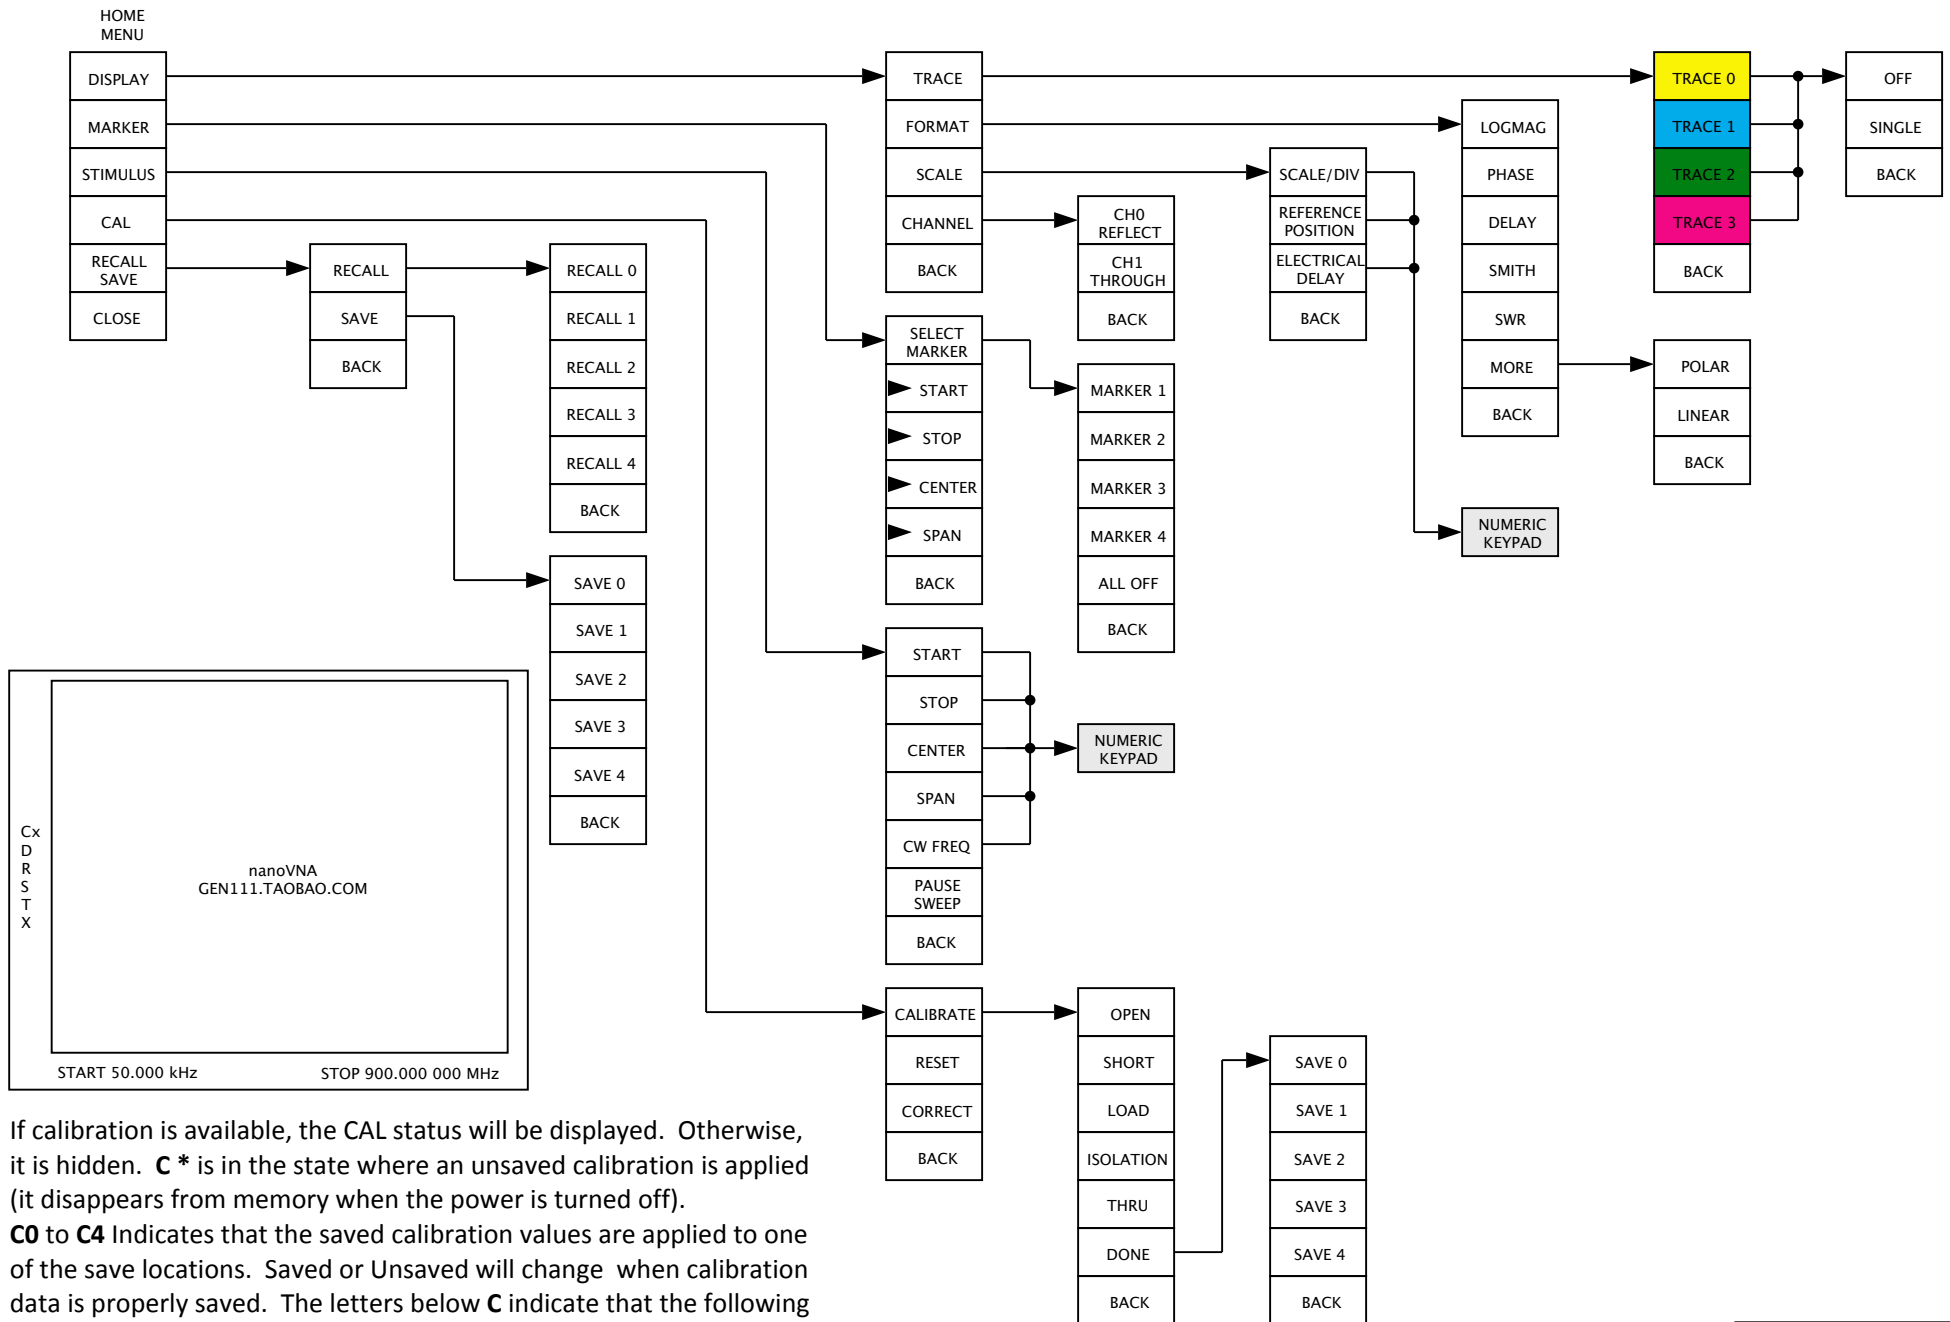 HOME
MENU
DISPLAY
MARKER
STIMULUS
CAL
RECALL
SAVE
CLOSE
RECALL
SAVE
BACK
RECALL 0
RECALL 1
RECALL 2
RECALL 3
RECALL 4
BACK
SAVE 0
SAVE 1
SAVE 2
SAVE 3
SAVE 4
BACK
TRACE
FORMAT
SCALE
CHANNEL
BACK
SELECT
MARKER
START
STOP
CENTER
SPAN
BACK
START
STOP
CENTER
SPAN
CW FREQ
PAUSE
SWEEP
BACK
CALIBRATE
RESET
CORRECT
BACK
CH0
REFLECT
CH1
THROUGH
BACK
MARKER 1
MARKER 2
MARKER 3
MARKER 4
ALL OFF
BACK
NUMERIC
KEYPAD
OPEN
SHORT
LOAD
ISOLATION
THRU
DONE
BACK
SCALE/DIV
REFERENCE
POSITION
ELECTRICAL
DELAY
BACK
SAVE 0
SAVE 1
SAVE 2
SAVE 3
SAVE 4
BACK
LOGMAG
PHASE
DELAY
SMITH
SWR
MORE
BACK
NUMERIC
KEYPAD
TRACE 0
TRACE 1
TRACE 2
TRACE 3
BACK
POLAR
LINEAR
BACK
OFF
SINGLE
BACK
Cx
D
R
S
T
X
nanoVNA
GEN111.TAOBAO.COM
START 50.000 kHz STOP 900.000 000 MHz
If calibration is available, the CAL status will be displayed. Otherwise,
it is hidden. C * is in the state where an unsaved calibration is applied
(it disappears from memory when the power is turned off).
C0 to C4 Indicates that the saved calibration values are applied to one
of the save locations. Saved or Unsaved will change when calibration
data is properly saved. The letters below C indicate that the following